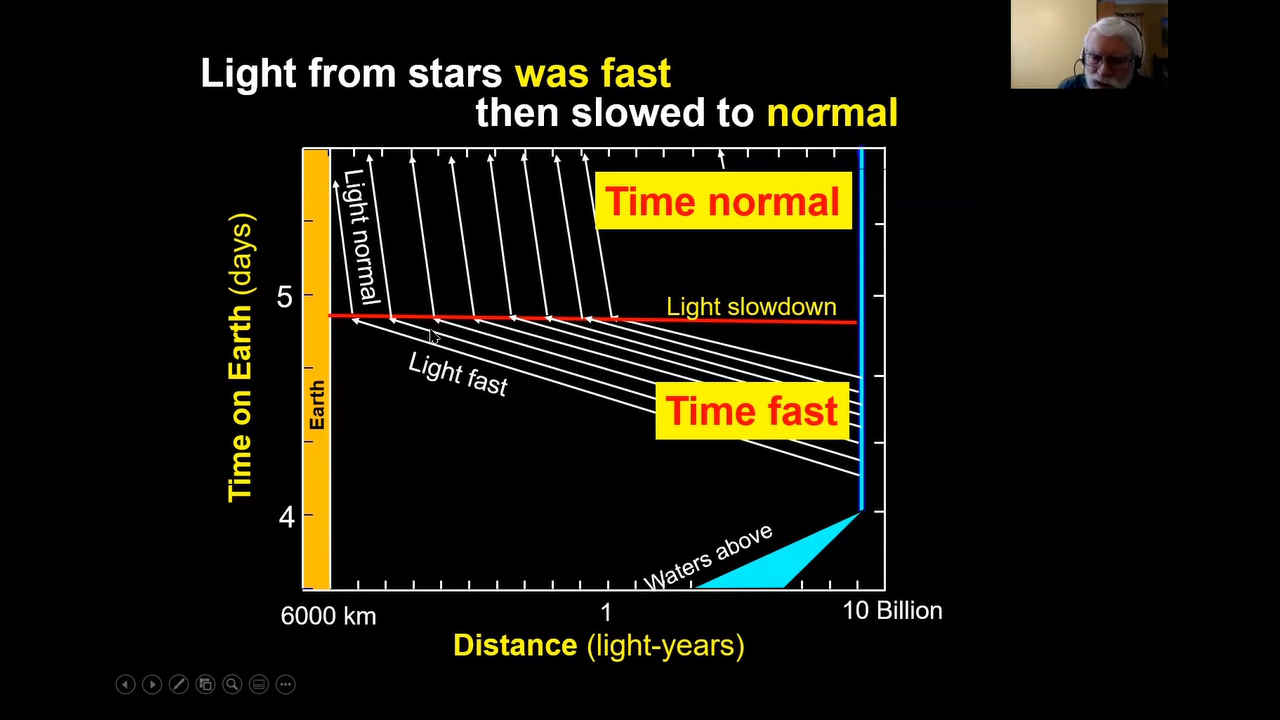 Light from stars was fast
then slowed to normal
Time normal
Light normal
5
Light slowdown
Light fast
Time fast
Earth
Time on Earth (days)
4
Waters above
6000 km
1
10 Billion
Distance (light-years)